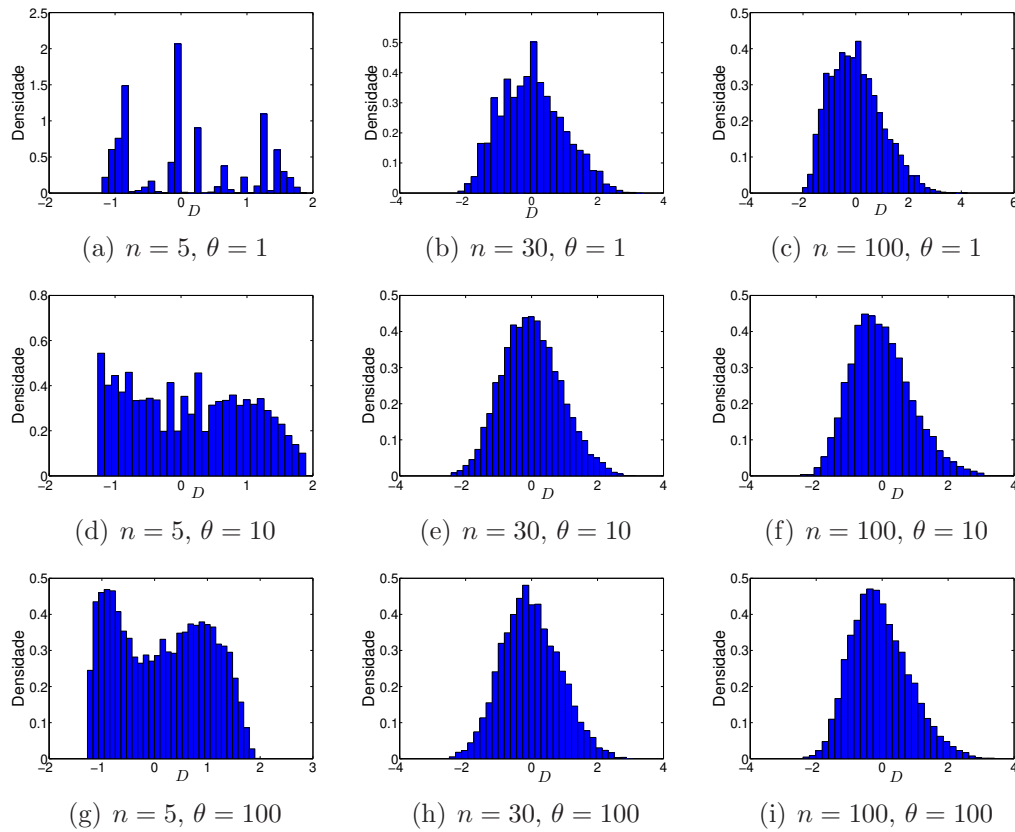 2.5
2
1.5
1
0.5
0
−2 −1 0 1 2
Densidade
D
(a) n = 5, θ = 1
0.5
0.4
0.3
0.2
0.1
0
−4 −2 0 2 4
Densidade
D
(b) n = 30, θ = 1
0.5
0.4
0.3
0.2
0.1
0
−4 −2 0 2 4 6
Densidade
D
(c) n = 100, θ = 1
0.8
0.6
0.4
0.2
0
−2 −1 0 1 2
Densidade
D
(d) n = 5, θ = 10
0.5
0.4
0.3
0.2
0.1
0
−4 −2 0 2 4
Densidade
D
(e) n = 30, θ = 10
0.5
0.4
0.3
0.2
0.1
0
−4 −2 0 2 4
Densidade
D
(f) n = 100, θ = 10
0.5
0.4
0.3
0.2
0.1
0
−2 −1 0 1 2 3
Densidade
D
(g) n = 5, θ = 100
0.5
0.4
0.3
0.2
0.1
0
−4 −2 0 2 4
Densidade
D
(h) n = 30, θ = 100
0.5
0.4
0.3
0.2
0.1
0
−4 −2 0 2 4
Densidade
D
(i) n = 100, θ = 100